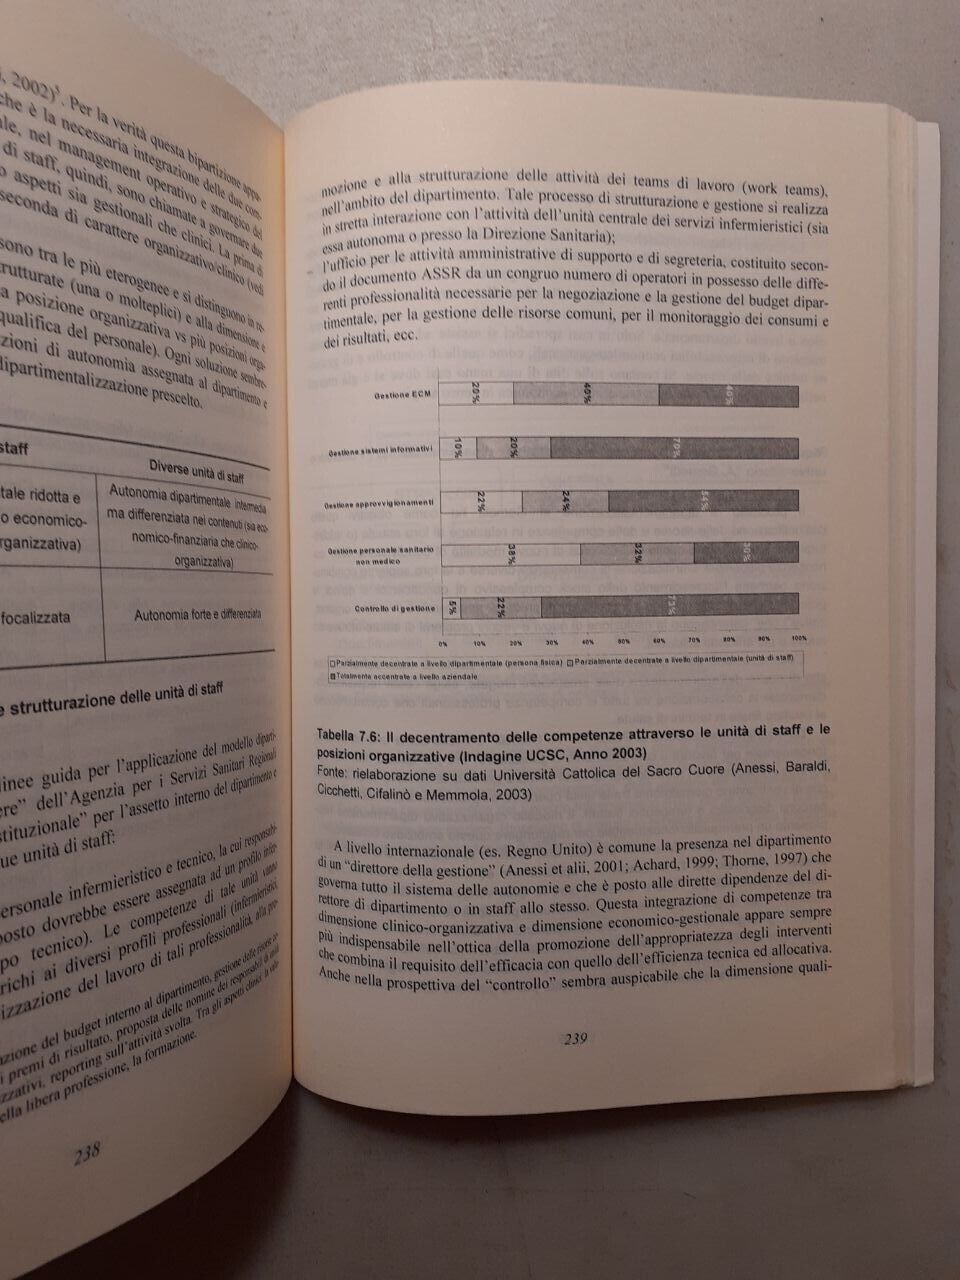 , 2002)⁵. Per la verità questa bipartizione appa-
che è la necessaria integrazione delle due com-
le, nel management operativo e strategico del
di staff, quindi, sono chiamate a governare due
aspetti sia gestionali che clinici. La prima di
seconda di carattere organizzativo/clinico (vedi
sono tra le più eterogenee e si distinguono in re-
trutturate (una o molteplici) e alla dimensione e
a posizione organizzativa vs più posizioni orga-
qualifica del personale). Ogni soluzione sembre-
zioni di autonomia assegnata al dipartimento e
dipartimentalizzazione prescelto.
staff
Diverse unità di staff
tale ridotta e
o economico-
rganizzativa)
Autonomia dipartimentale intermedia
ma differenziata nei contenuti (sia eco-
nomico-finanziaria che clinico-
organizzativa)
focalizzata
Autonomia forte e differenziata
e strutturazione delle unità di staff
linee guida per l'applicazione del modello diparti-
ere" dell'Agenzia per i Servizi Sanitari Regionali
stituzionale" per l'assetto interno del dipartimento e
ue unità di staff:
ersonale infermieristico e tecnico, la cui responsabi-
posto dovrebbe essere assegnata ad un profilo infer-
po tecnico). Le competenze di tale unità vanno
richi ai diversi profili professionali (infermieristici,
izzazione del lavoro di tali professionalità, alla pro-
zione del budget interno al dipartimento, gestione delle risorse
i premi di risultato, proposta delle nomine dei responsabili di unità
zzativi, reporting sull'attività svolta. Tra gli aspetti clinici
ella libera professione, la formazione.
238
mozione e alla strutturazione delle attività dei teams di lavoro (work teams),
nell'ambito del dipartimento. Tale processo di strutturazione e gestione si realizza
in stretta interazione con l'attività dell'unità centrale dei servizi infermieristici (sia
essa autonoma o presso la Direzione Sanitaria);
- l'ufficio per le attività amministrative di supporto e di segreteria, costituito secon-
do il documento ASSR da un congruo numero di operatori in possesso delle diffe-
renti professionalità necessarie per la negoziazione e la gestione del budget dipar-
timentale, per la gestione delle risorse comuni, per il monitoraggio dei consumi e
dei risultati, ecc.
Gestione ECM 20% 40% 40%
Gestione sistemi informativi 10% 20% 70%
Gestione approvvigionamenti 22% 24% 54%
Gestione personale sanitario
non medico 38% 32% 30%
Controllo di gestione 5% 22% 73%
0% 10% 20% 30% 40% 50% 60% 70% 80% 90% 100%
Parzialmente decentrate a livello dipartimentale (persona fisica) Parzialmente decentrate a livello dipartimentale (unità di staff)
Totalmente accentrate a livello aziendale
Tabella 7.6: Il decentramento delle competenze attraverso le unità di staff e le
posizioni organizzative (Indagine UCSC, Anno 2003)
Fonte: rielaborazione su dati Università Cattolica del Sacro Cuore (Anessi, Baraldi,
Cicchetti, Cifalinò e Memmola, 2003)
A livello internazionale (es. Regno Unito) è comune la presenza nel dipartimento
di un "direttore della gestione" (Anessi et alii, 2001; Achard, 1999; Thorne, 1997) che
governa tutto il sistema delle autonomie e che è posto alle dirette dipendenze del di-
rettore di dipartimento o in staff allo stesso. Questa integrazione di competenze tra
dimensione clinico-organizzativa e dimensione economico-gestionale appare sempre
più indispensabile nell'ottica della promozione dell'appropriatezza degli interventi
che combina il requisito dell'efficacia con quello dell'efficienza tecnica ed allocativa.
Anche nella prospettiva del "controllo" sembra auspicabile che la dimensione quali-
239